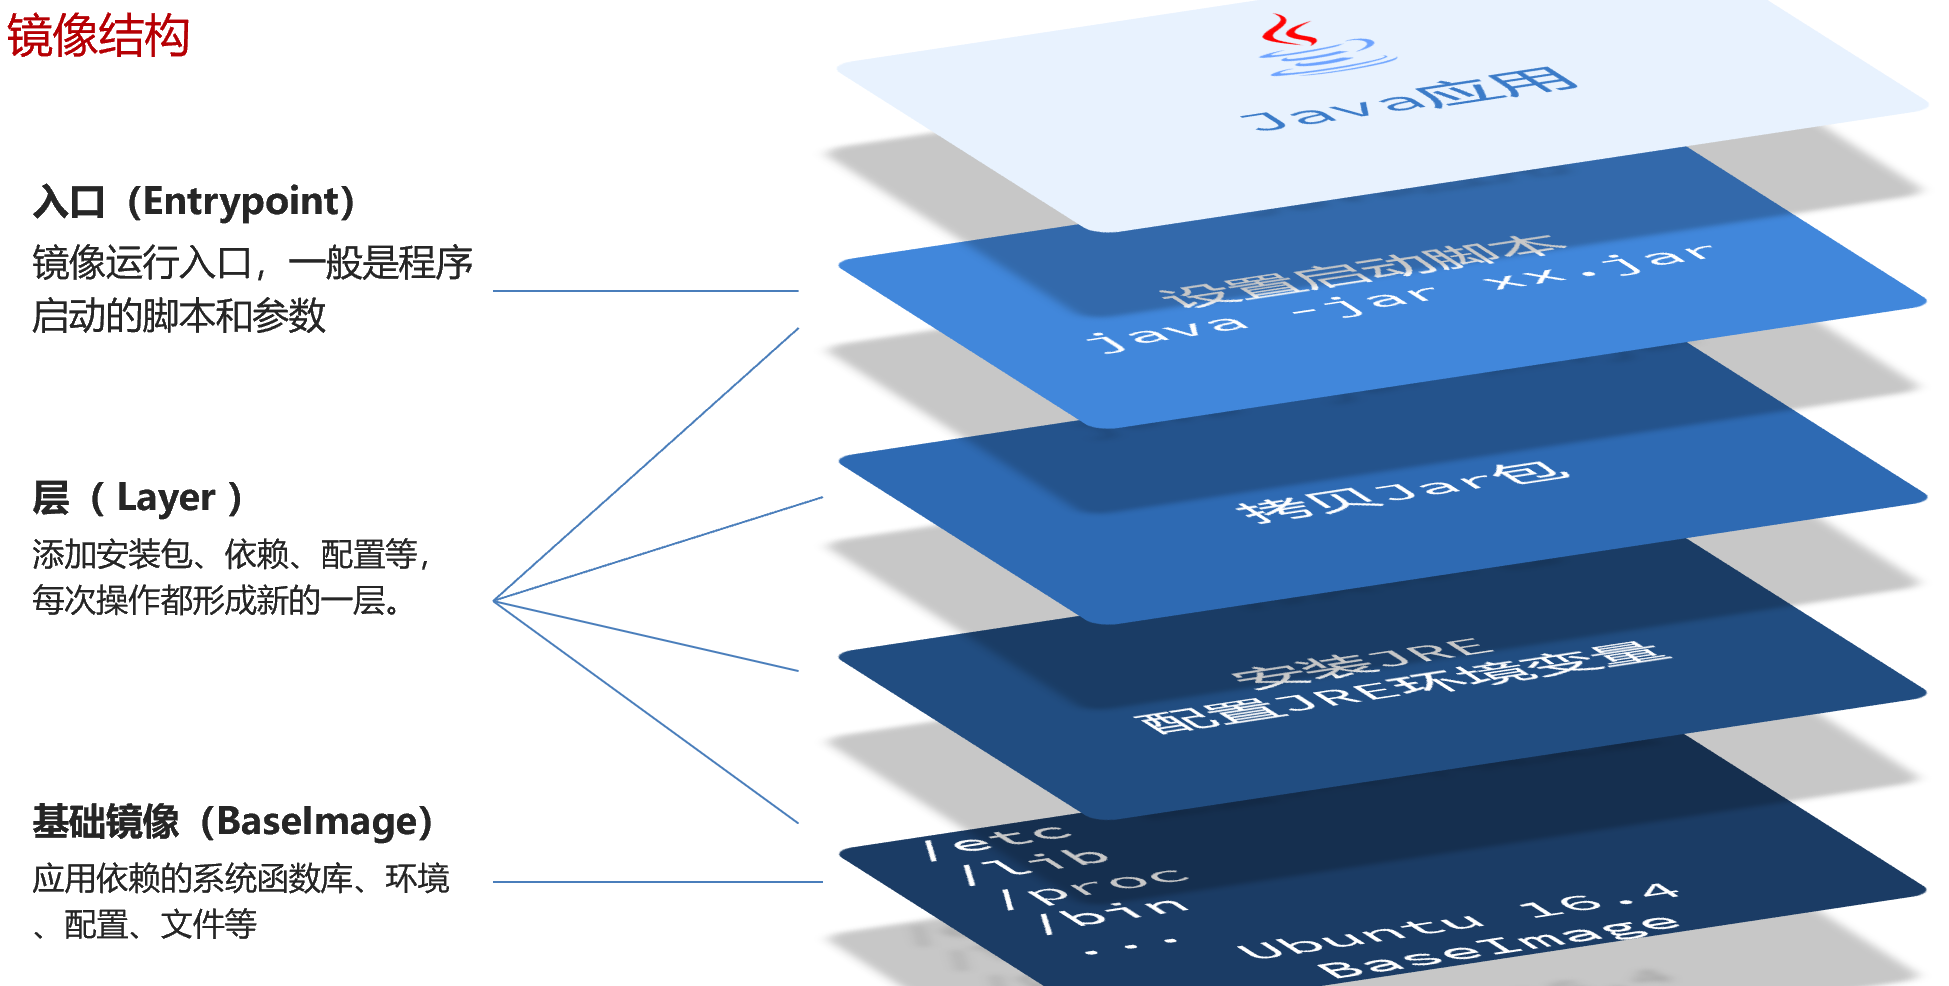 镜像结构
入口（Entrypoint）
镜像运行入口，一般是程序
启动的脚本和参数
层（ Layer ）
添加安装包、依赖、配置等，
每次操作都形成新的一层。
基础镜像（BaseImage）
应用依赖的系统函数库、环境
、配置、文件等
Java应用
设置启动脚本
java -jar xx.jar
拷贝Jar包
安装JRE
配置JRE环境变量
/etc
/lib
/proc
/bin
...
Ubuntu 16.4
BaseImage